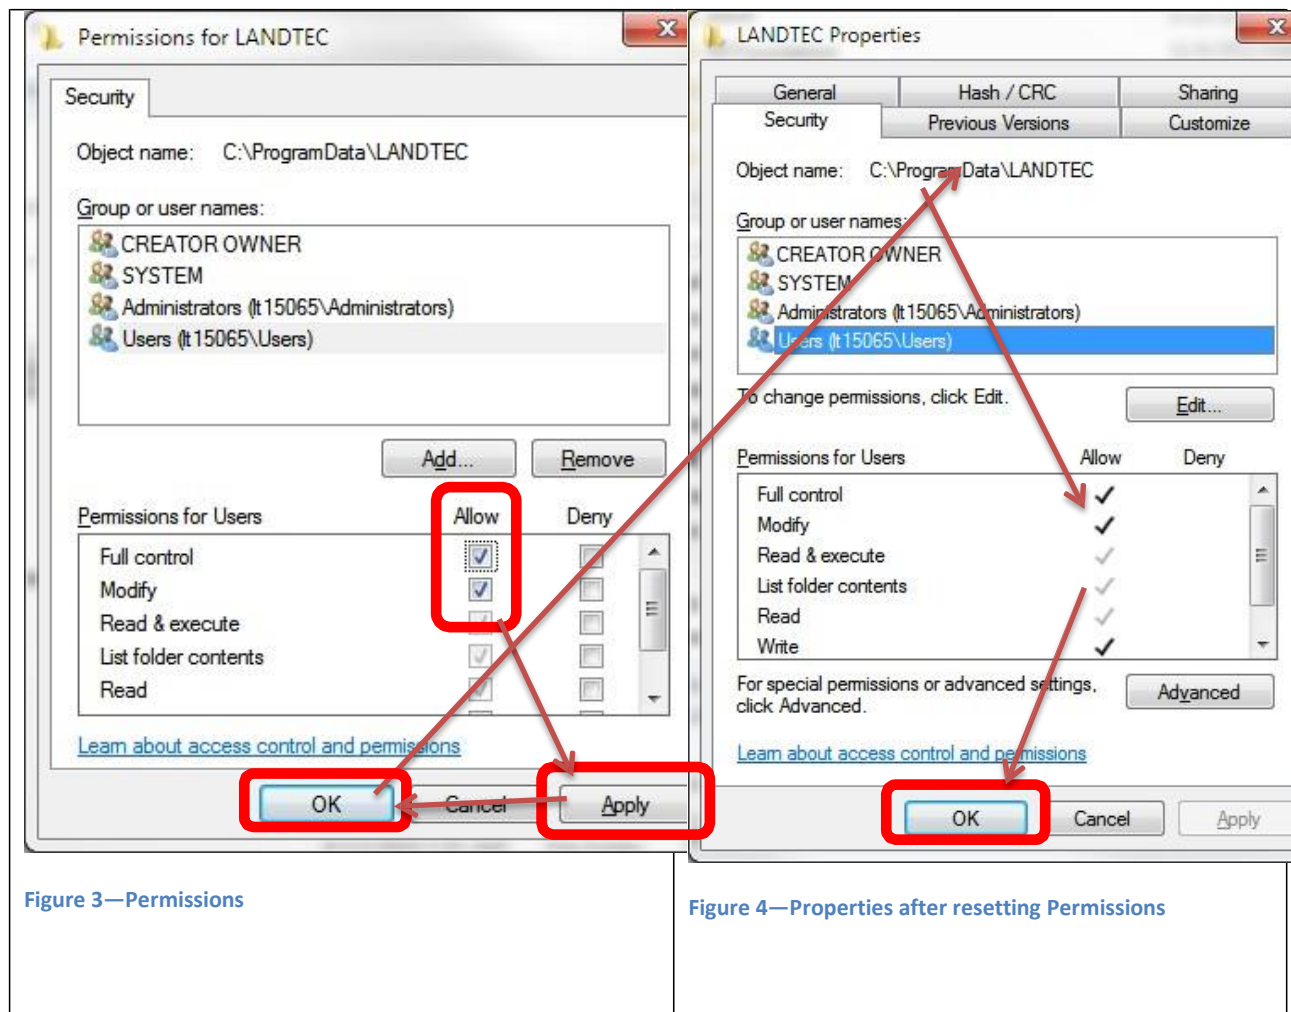 Permissions for LANDTEC
Security
Object name: C:\ProgramData\LANDTEC
Group or user names:
CREATOR OWNER
SYSTEM
Administrators (lt15065\Administrators)
Users (lt15065\Users)
Add... Remove
Permissions for Users Allow Deny
Full control
Modify
Read & execute
List folder contents
Read
Learn about access control and permissions
OK Cancel Apply
Figure 3—Permissions
LANDTEC Properties
General Hash / CRC Sharing
Security Previous Versions Customize
Object name: C:\ProgramData\LANDTEC
Group or user names:
CREATOR OWNER
SYSTEM
Administrators (lt15065\Administrators)
Users (lt15065\Users)
To change permissions, click Edit.
Edit...
Permissions for Users Allow Deny
Full control
Modify
Read & execute
List folder contents
Read
Write
For special permissions or advanced settings,
click Advanced.
Advanced
Learn about access control and permissions
OK Cancel Apply
Figure 4—Properties after resetting Permissions